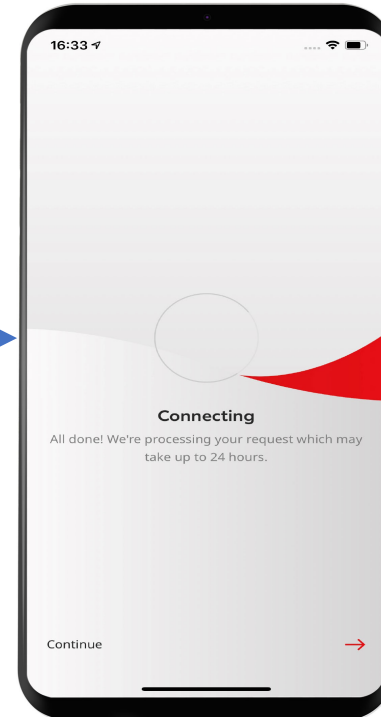 16:33
Connecting
All done! We're processing your request which may
take up to 24 hours.
Continue